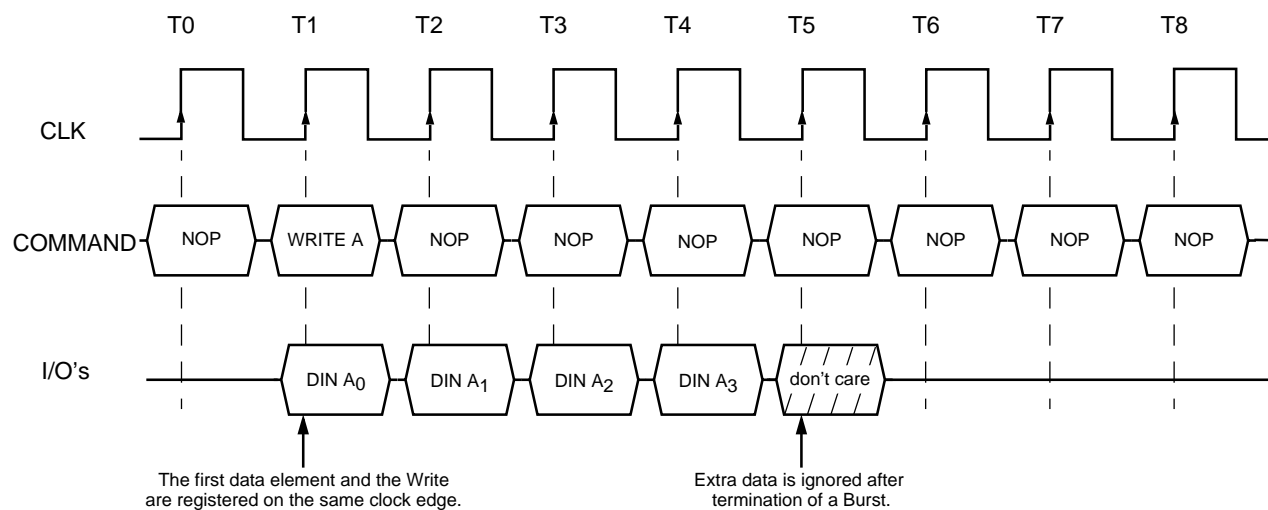 T0 T1 T2 T3 T4 T5 T6 T7 T8
CLK
COMMAND NOP WRITE A NOP NOP NOP NOP NOP NOP NOP
I/O's DIN A0 DIN A1 DIN A2 DIN A3 don't care
The first data element and the Write
are registered on the same clock edge.
Extra data is ignored after
termination of a Burst.